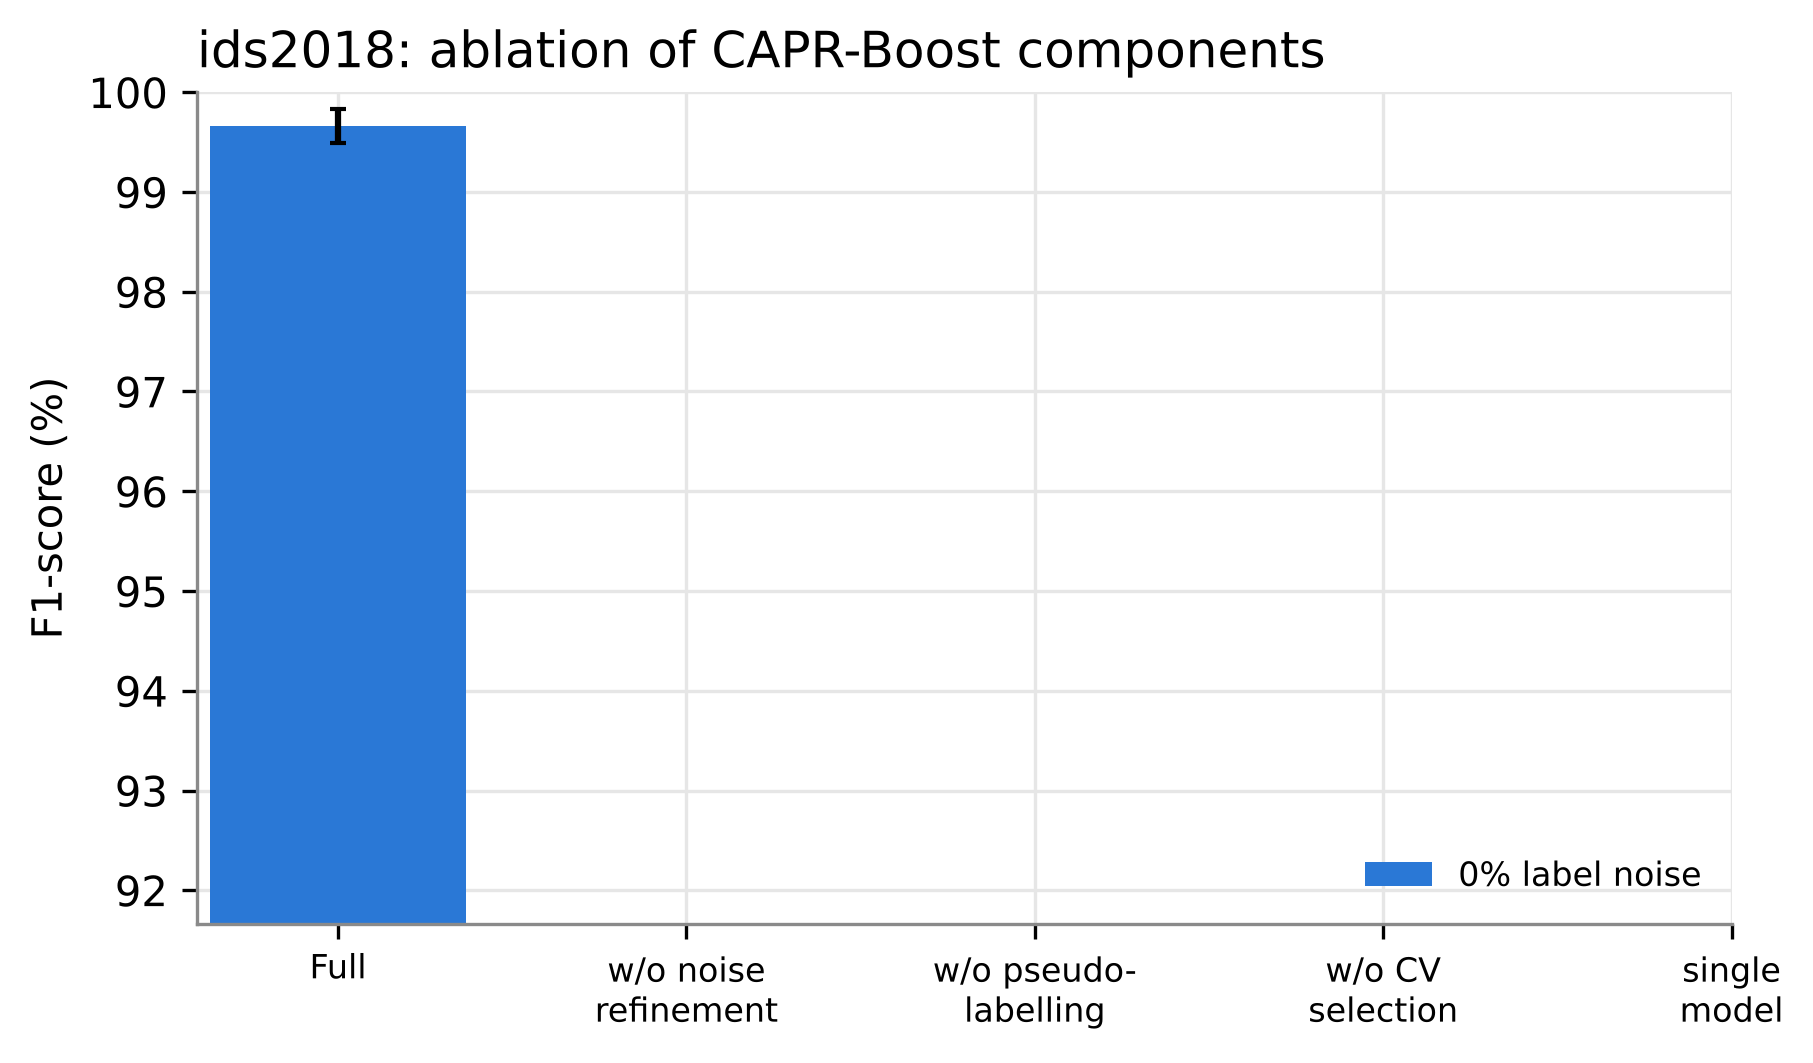 ids2018: ablation of CAPR-Boost components
100
99
98
97
96
95
94
93
92
F1-score (%)
0% label noise
Full
w/o noise
refinement
w/o pseudo-
labelling
w/o CV
selection
single
model